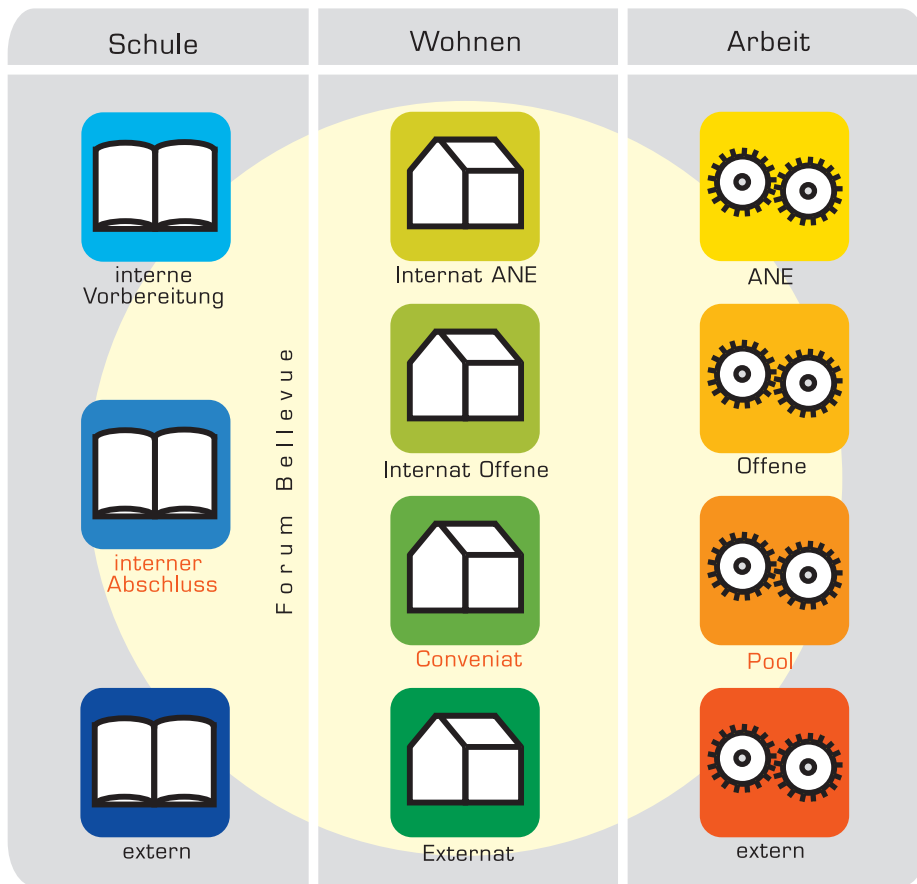 Schule
Wohnen
Arbeit
interne
Vorbereitung
Internat ANE
ANE
Forum Bellevue
Internat Offene
Offene
interner
Abschluss
Conveniat
Pool
extern
Externat
extern